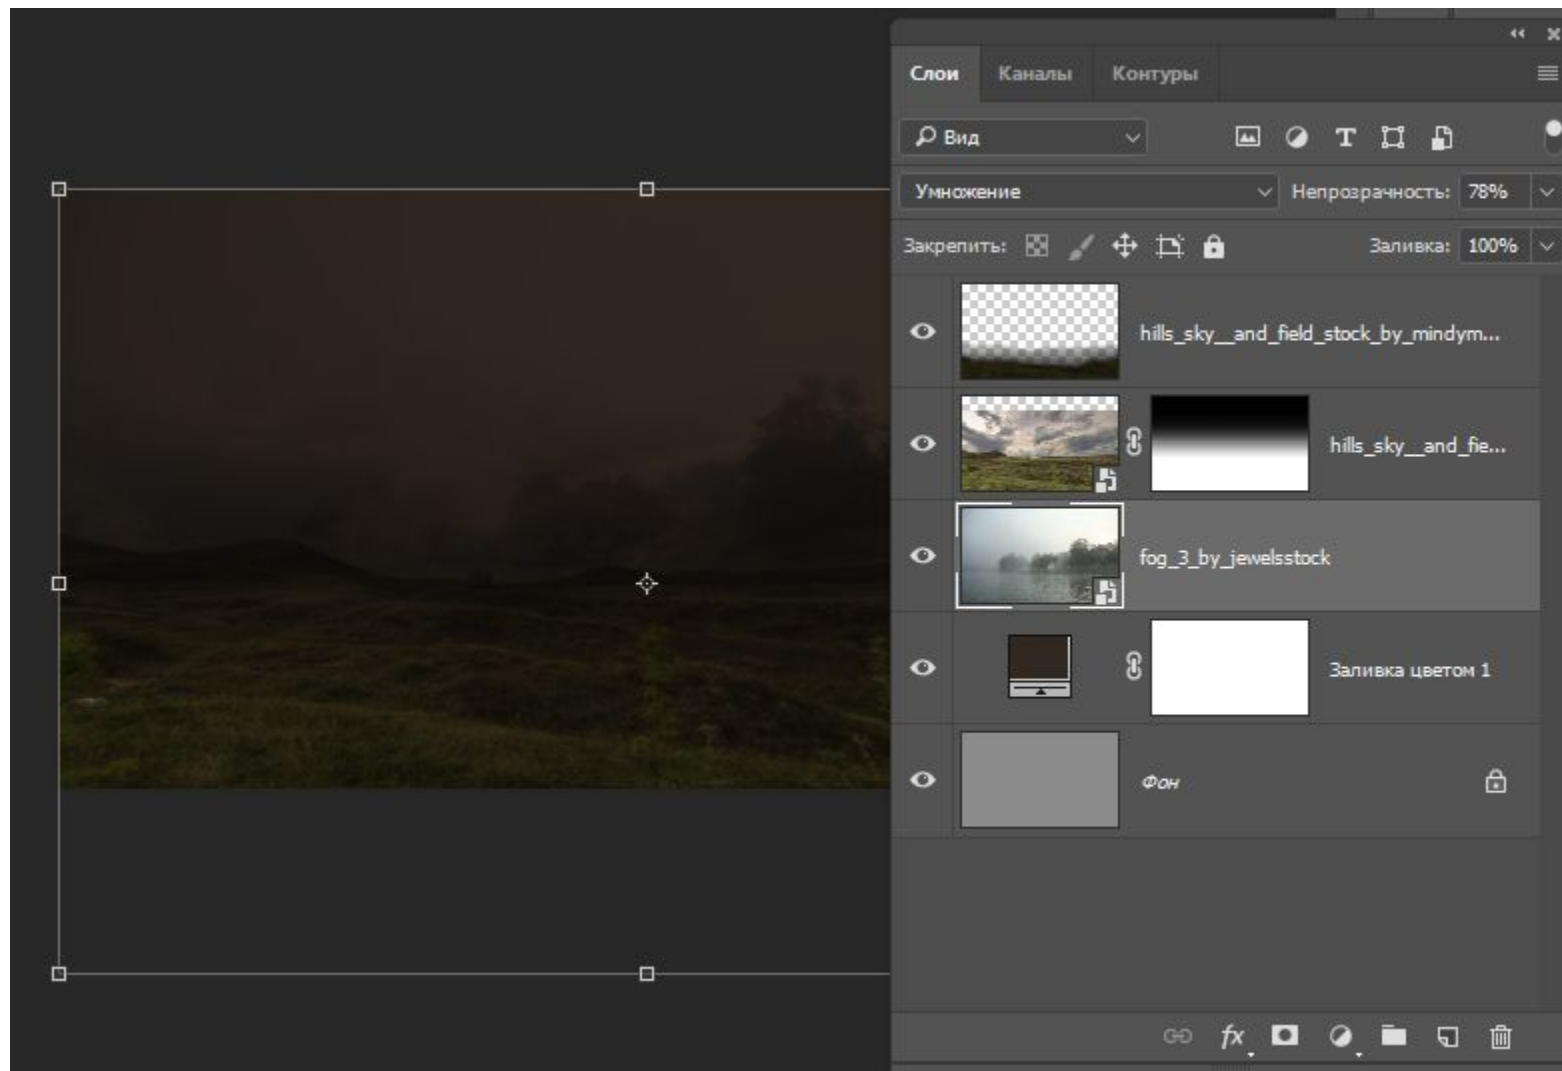 Слои Каналы Контуры
Вид
Умножение Непрозрачность: 78%
Закрепить: Заливка: 100%
hills_sky__and_field_stock_by_mindym...
hills_sky__and_fie...
fog_3_by_jewelsstock
Заливка цветом 1
Фон
fx